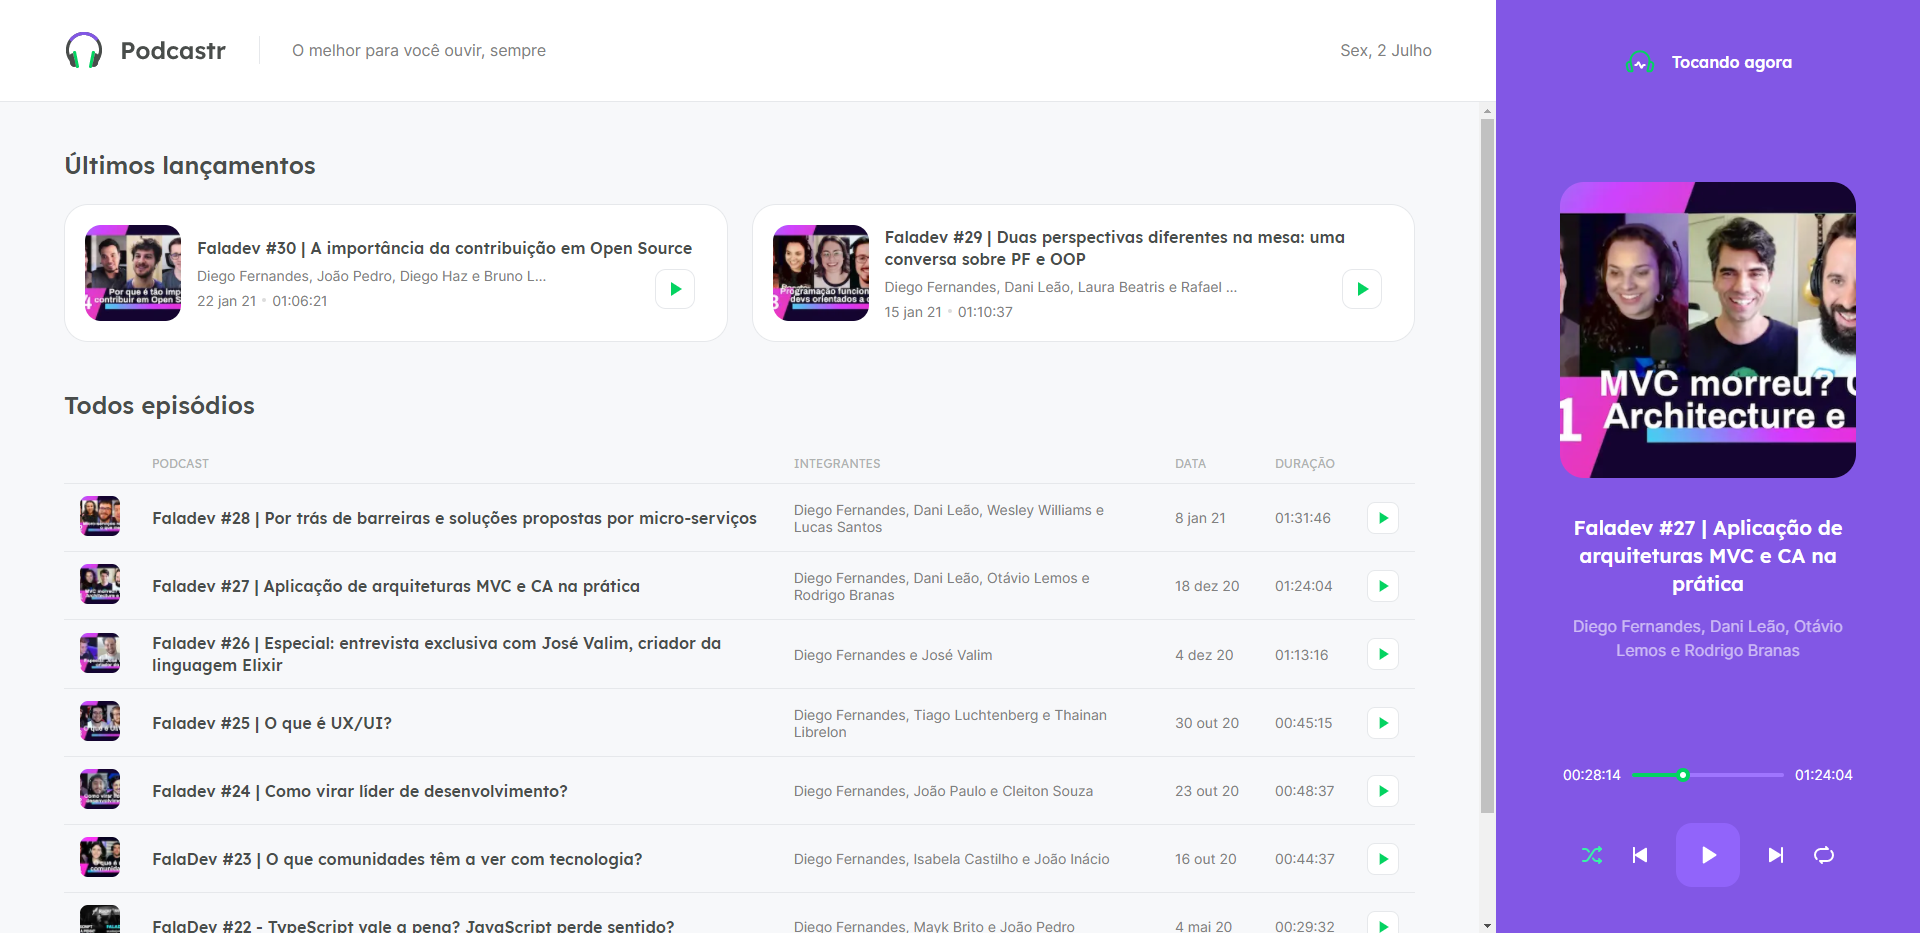 Podcastr
O melhor para você ouvir, sempre
Sex, 2 Julho
Tocando agora
Últimos lançamentos
Por que é tão imp
contribuir em Open S
Faladev #30 | A importância da contribuição em Open Source
Diego Fernandes, João Pedro, Diego Haz e Bruno L...
22 jan 21 • 01:06:21
Programação funcion
devs orientados a o
Faladev #29 | Duas perspectivas diferentes na mesa: uma
conversa sobre PF e OOP
Diego Fernandes, Dani Leão, Laura Beatris e Rafael ...
15 jan 21 • 01:10:37
Todos episódios
PODCAST INTEGRANTES DATA DURAÇÃO
Faladev #28 | Por trás de barreiras e soluções propostas por micro-serviços
Diego Fernandes, Dani Leão, Wesley Williams e
Lucas Santos
8 jan 21
01:31:46
Faladev #27 | Aplicação de arquiteturas MVC e CA na prática
Diego Fernandes, Dani Leão, Otávio Lemos e
Rodrigo Branas
18 dez 20
01:24:04
Faladev #26 | Especial: entrevista exclusiva com José Valim, criador da
linguagem Elixir
Diego Fernandes e José Valim
4 dez 20
01:13:16
Faladev #25 | O que é UX/UI?
Diego Fernandes, Tiago Luchtenberg e Thainan
Librelon
30 out 20
00:45:15
Faladev #24 | Como virar líder de desenvolvimento?
Diego Fernandes, João Paulo e Cleiton Souza
23 out 20
00:48:37
FalaDev #23 | O que comunidades têm a ver com tecnologia?
Diego Fernandes, Isabela Castilho e João Inácio
16 out 20
00:44:37
FalaDev #22 - TypeScript vale a pena? JavaScript perde sentido?
Diego Fernandes, Mayk Brito e João Pedro
4 mai 20
00:29:32
MVC morreu? C
1 Architecture e
Faladev #27 | Aplicação de
arquiteturas MVC e CA na
prática
Diego Fernandes, Dani Leão, Otávio
Lemos e Rodrigo Branas
00:28:14
01:24:04